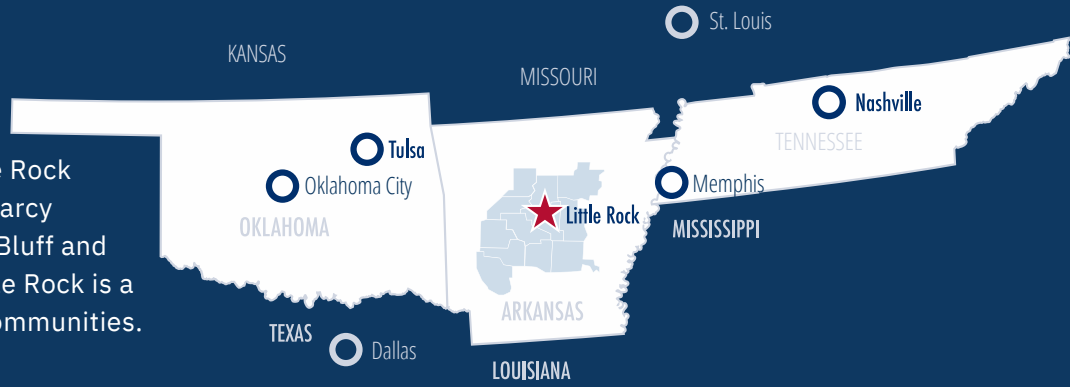 St. Louis
KANSAS
MISSOURI
Nashville
TENNESSEE
Tulsa
Oklahoma City
Memphis
OKLAHOMA
Little Rock
MISSISSIPPI
ARKANSAS
TEXAS
Dallas
LOUISIANA
Rock
arcy
Bluff and
e Rock is a
ommunities.